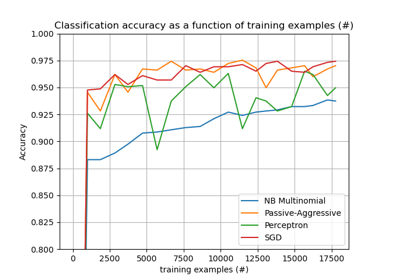 Classification accuracy as a function of training examples (#)
1.000
0.975
0.950
0.925
0.900
0.875
0.850
0.825
0.800
Accuracy
NB Multinomial
Passive-Aggressive
Perceptron
SGD
0 2500 5000 7500 10000 12500 15000 17500
training examples (#)